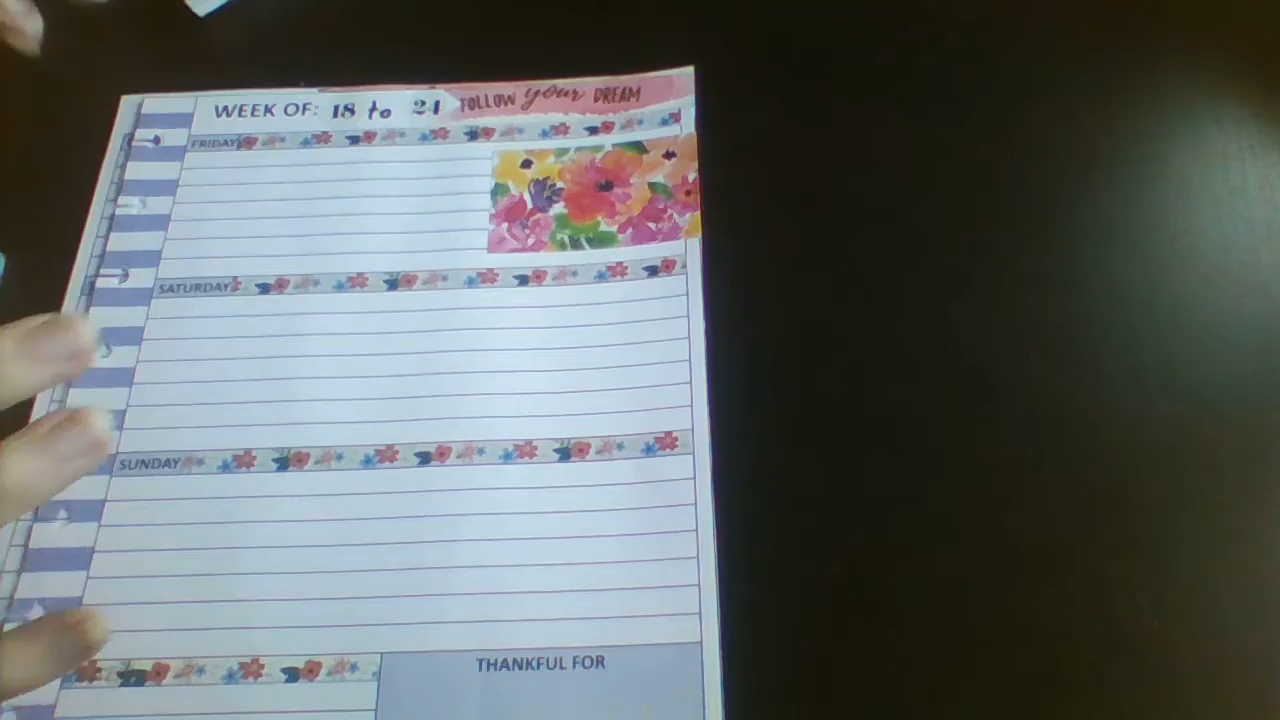 WEEK OF: 18 to 24 FOLLOW your DREAM
FRIDAY
SATURDAY
SUNDAY
THANKFUL FOR